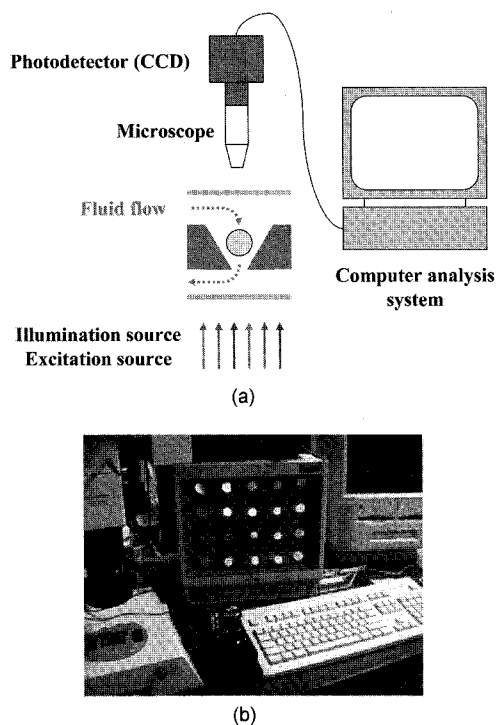 Photodetector (CCD)
Microscope
Fluid flow
Computer analysis
system
Illumination source
Excitation source
(a)
(b)